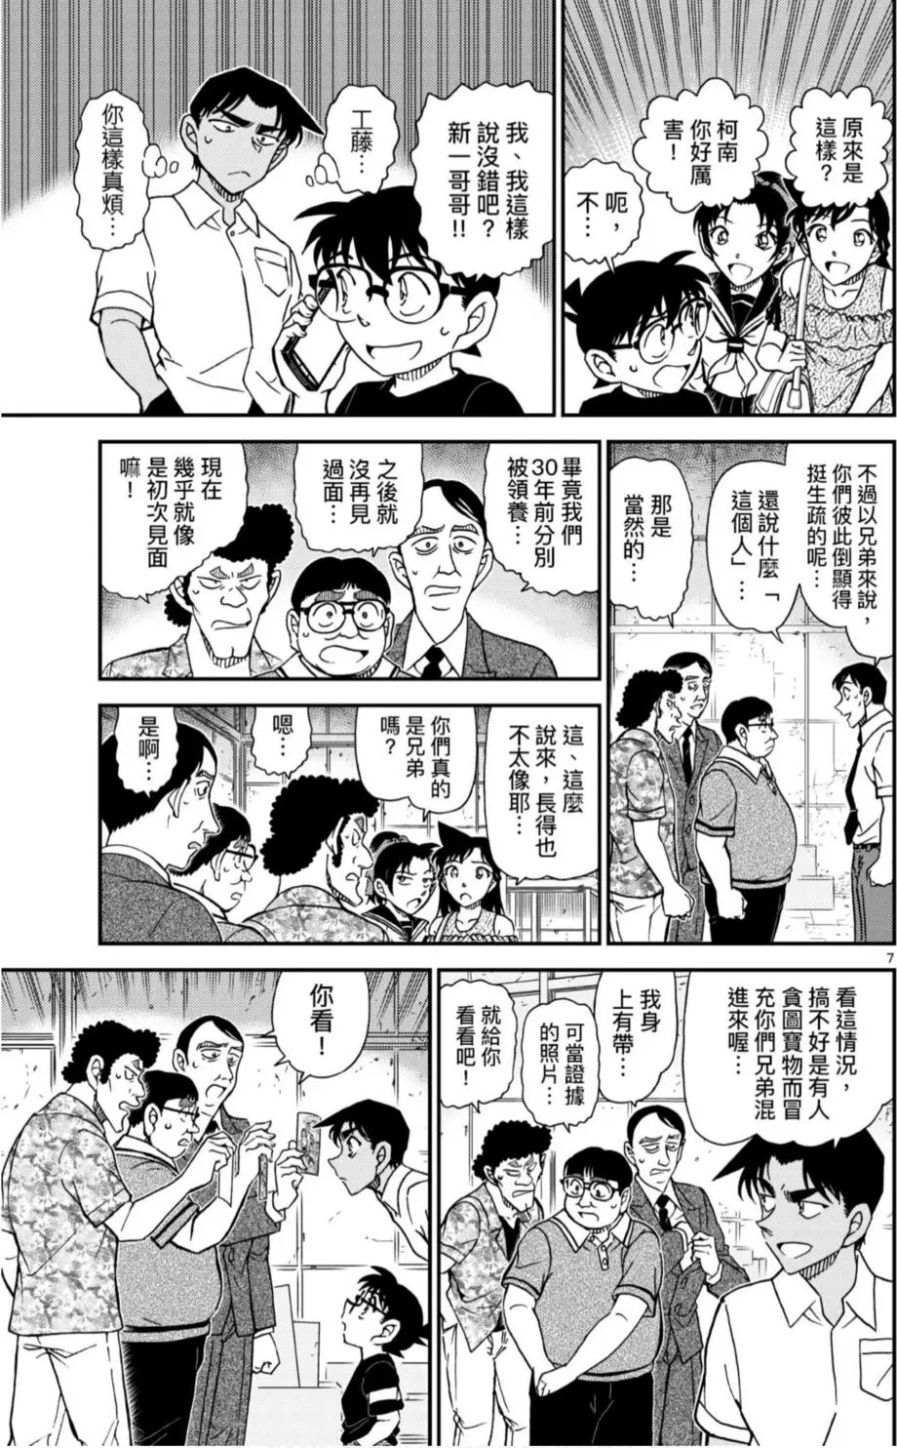 原來是
這樣？
柯南
你好厲
害！
呃，
不…
我、我這樣
說沒錯吧？
新一哥哥!!
工藤…
你這樣真煩…
不過以兄弟來說，
你們彼此倒顯得
挺生疏的呢…
還說什麼「
這個人」…
那是
當然的…
畢竟我們
30年前分別
被領養…
之後就
沒再見
過面…
現在
幾乎就像
是初次見面
嘛！
這、這麼
說來，長得也
不太像耶…
你們真的
是兄弟
嗎？
嗯…
是啊…
7
看這情況，
搞不好是有人
貪圖寶物而冒
充你們兄弟混
進來喔…
我身
上有帶…
可當證據
的照片…
就給你
看看吧！
你看！